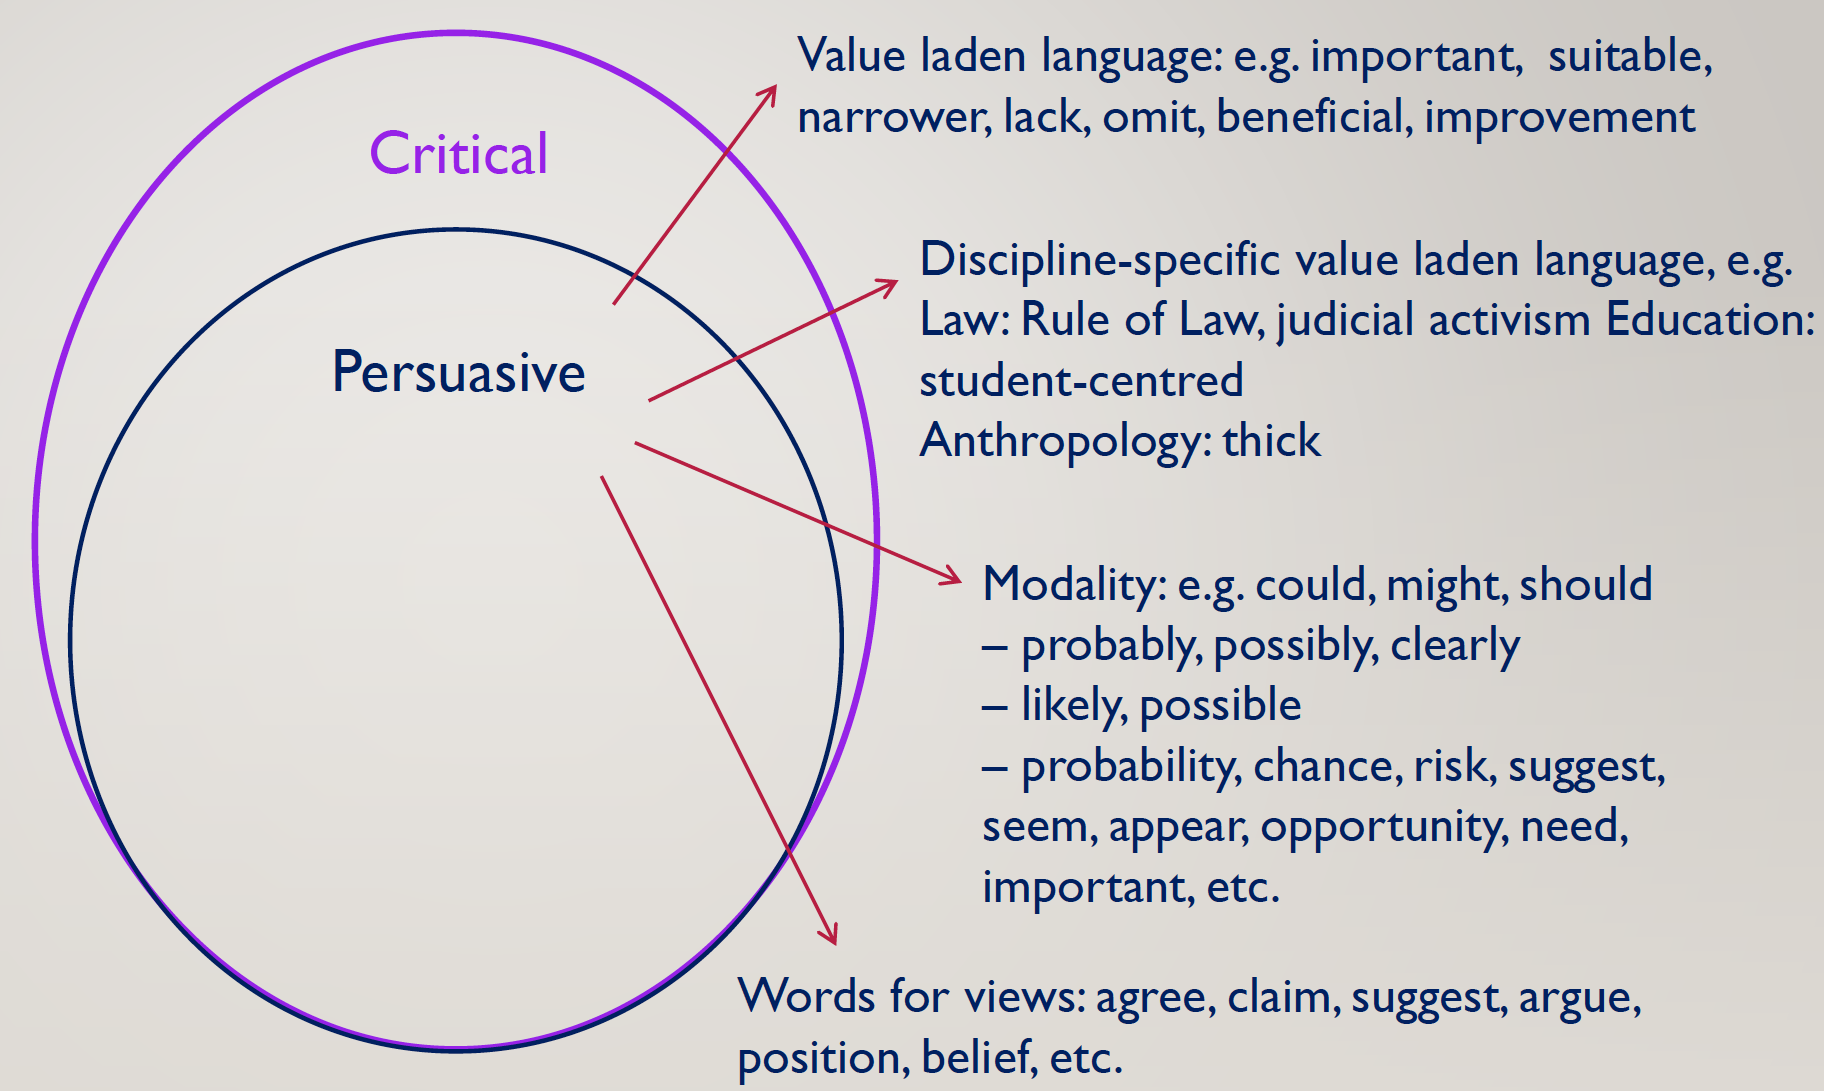 Critical
Persuasive
Value laden language: e.g. important, suitable,
narrower, lack, omit, beneficial, improvement
Discipline-specific value laden language, e.g.
Law: Rule of Law, judicial activism Education:
student-centred
Anthropology: thick
Modality: e.g. could, might, should
– probably, possibly, clearly
– likely, possible
– probability, chance, risk, suggest,
seem, appear, opportunity, need,
important, etc.
Words for views: agree, claim, suggest, argue,
position, belief, etc.